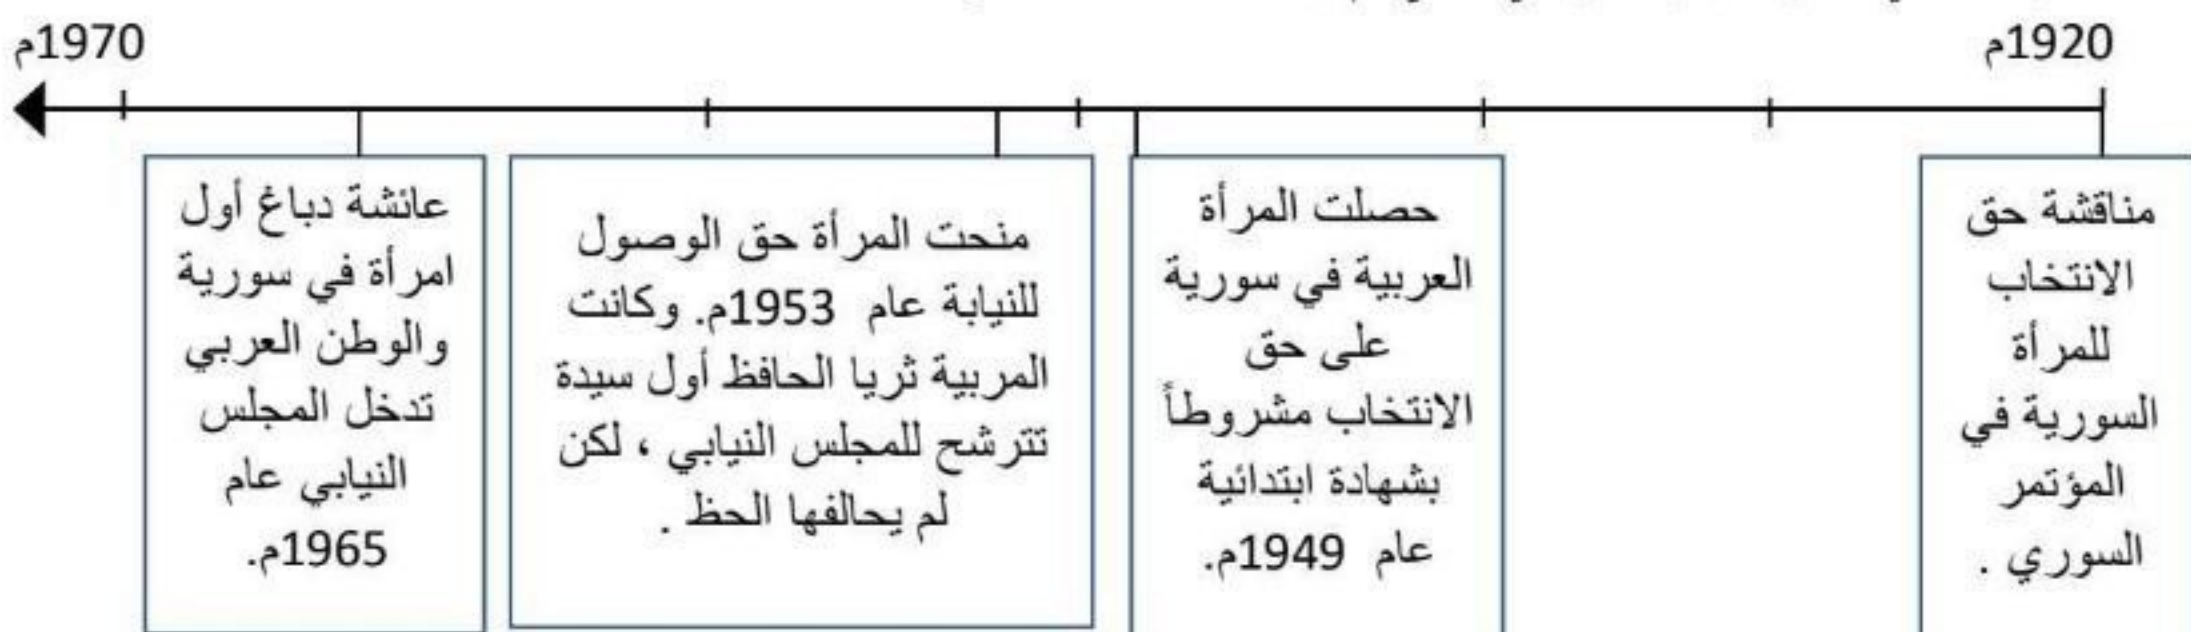 1920م
1970م
مناقشة حق
الانتخاب
للمرأة
السورية في
المؤتمر
السوري .
حصلت المرأة
العربية في سورية
على حق
الانتخاب مشروطاً
بشهادة ابتدائية
عام 1949م.
منحت المرأة حق الوصول
للنيابة عام 1953م. وكانت
المربية ثريا الحافظ أول سيدة
تترشح للمجلس النيابي ، لكن
لم يحالفها الحظ .
عائشة دباغ أول
امرأة في سورية
والوطن العربي
تدخل المجلس
النيابي عام
1965م.